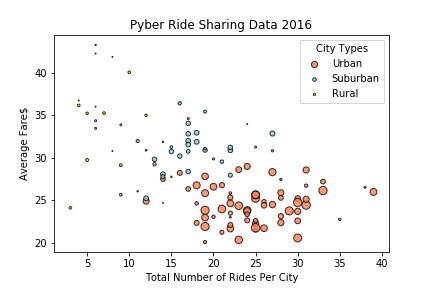 Pyber Ride Sharing Data 2016
City Types
Urban
Suburban
Rural
40
35
30
25
20
Average Fare$
5 10 15 20 25 30 35 40
Total Number of Rides Per City